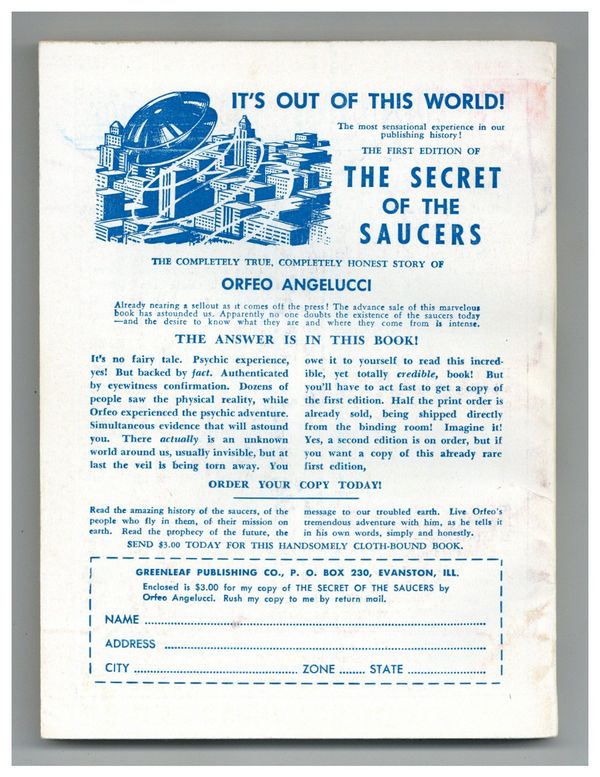 IT'S OUT OF THIS WORLD!
The most sensational experience in our
publishing history!
THE FIRST EDITION OF
THE SECRET
OF THE
SAUCERS
THE COMPLETELY TRUE, COMPLETELY HONEST STORY OF
ORFEO ANGELUCCI
Already nearing a sellout as it comes off the press! The advance sale of this marvelous
book has astounded us. Apparently no one doubts the existence of the saucers today
—and the desire to know what they are and where they come from is intense.
THE ANSWER IS IN THIS BOOK!
It's no fairy tale. Psychic experience,
yes! But backed by fact. Authenticated
by eyewitness confirmation. Dozens of
people saw the physical reality, while
Orfeo experienced the psychic adventure.
Simultaneous evidence that will astound
you. There actually is an unknown
world around us, usually invisible, but at
last the veil is being torn away. You
owe it to yourself to read this incred-
ible, yet totally credible, book! But
you'll have to act fast to get a copy of
the first edition. Half the print order is
already sold, being shipped directly
from the binding room! Imagine it!
Yes, a second edition is on order, but if
you want a copy of this already rare
first edition,
ORDER YOUR COPY TODAY!
Read the amazing history of the saucers, of the
people who fly in them, of their mission on
earth. Read the prophecy of the future, the
message to our troubled earth. Live Orfeo's
tremendous adventure with him, as he tells it
in his own words, simply and honestly.
SEND $3.00 TODAY FOR THIS HANDSOMELY CLOTH-BOUND BOOK.
GREENLEAF PUBLISHING CO., P. O. BOX 230, EVANSTON, ILL.
Enclosed is $3.00 for my copy of THE SECRET OF THE SAUCERS by
Orfeo Angelucci. Rush my copy to me by return mail.
NAME
ADDRESS
CITY ZONE STATE